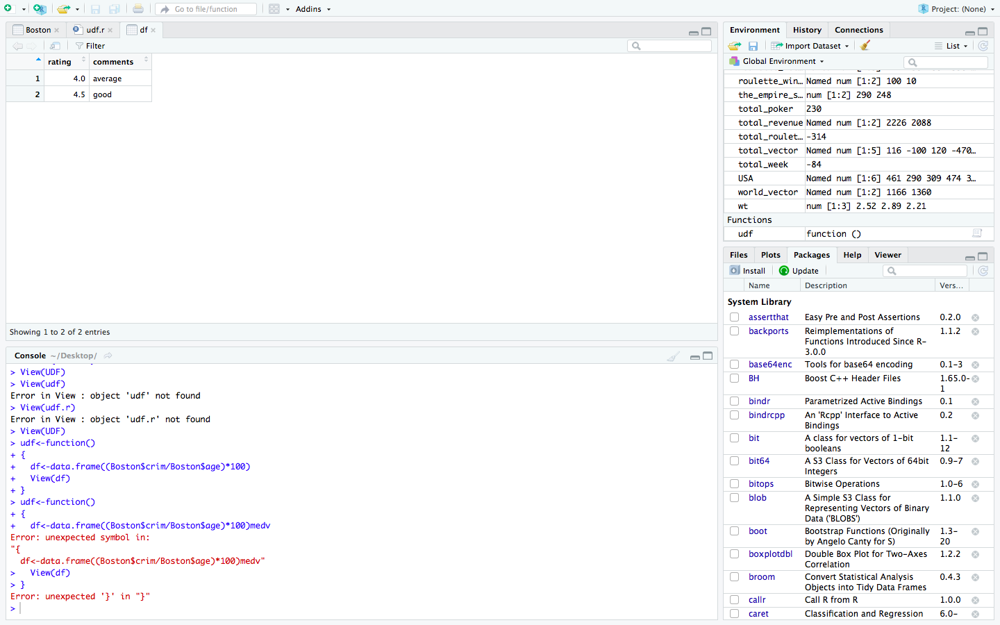 Go to file/function
Addins
Project: (None)
Boston
udf.r
df
Filter
rating comments
1 4.0 average
2 4.5 good
Showing 1 to 2 of 2 entries
Console ~/Desktop/
> View(UDF)
> View(udf)
Error in View : object 'udf' not found
> View(udf.r)
Error in View : object 'udf.r' not found
> View(UDF)
> udf<-function()
+ {
+   df<-data.frame((Boston$crim/Boston$age)*100)
+   View(df)
+ }
> udf<-function()
+ {
+   df<-data.frame((Boston$crim/Boston$age)*100)medv
Error: unexpected symbol in:
"{
  df<-data.frame((Boston$crim/Boston$age)*100)medv"
>   View(df)
> }
Error: unexpected '}' in "}"
>
Environment History Connections
Import Dataset List
Global Environment
roulette_win… Named num [1:2] 100 10
the_empire_s… num [1:2] 290 248
total_poker 230
total_revenue Named num [1:2] 2226 2088
total_roulet… -314
total_vector Named num [1:5] 116 -100 120 -470…
total_week -84
USA Named num [1:6] 461 290 309 474 3…
world_vector Named num [1:2] 1166 1360
wt num [1:3] 2.52 2.89 2.21
Functions
udf function ()
Files Plots Packages Help Viewer
Install Update
Name Description Vers…
System Library
assertthat Easy Pre and Post Assertions 0.2.0
backports Reimplementations of 1.1.2
Functions Introduced Since R-
3.0.0
base64enc Tools for base64 encoding 0.1-3
BH Boost C++ Header Files 1.65.0-
1
bindr Parametrized Active Bindings 0.1
bindrcpp An 'Rcpp' Interface to Active 0.2
Bindings
bit A class for vectors of 1-bit 1.1-
booleans 12
bit64 A S3 Class for Vectors of 64bit 0.9-7
Integers
bitops Bitwise Operations 1.0-6
blob A Simple S3 Class for 1.1.0
Representing Vectors of Binary
Data ('BLOBS')
boot Bootstrap Functions (Originally 1.3-
by Angelo Canty for S) 20
boxplotdbl Double Box Plot for Two-Axes 1.2.2
Correlation
broom Convert Statistical Analysis 0.4.3
Objects into Tidy Data Frames
callr Call R from R 1.0.0
caret Classification and Regression 6.0-